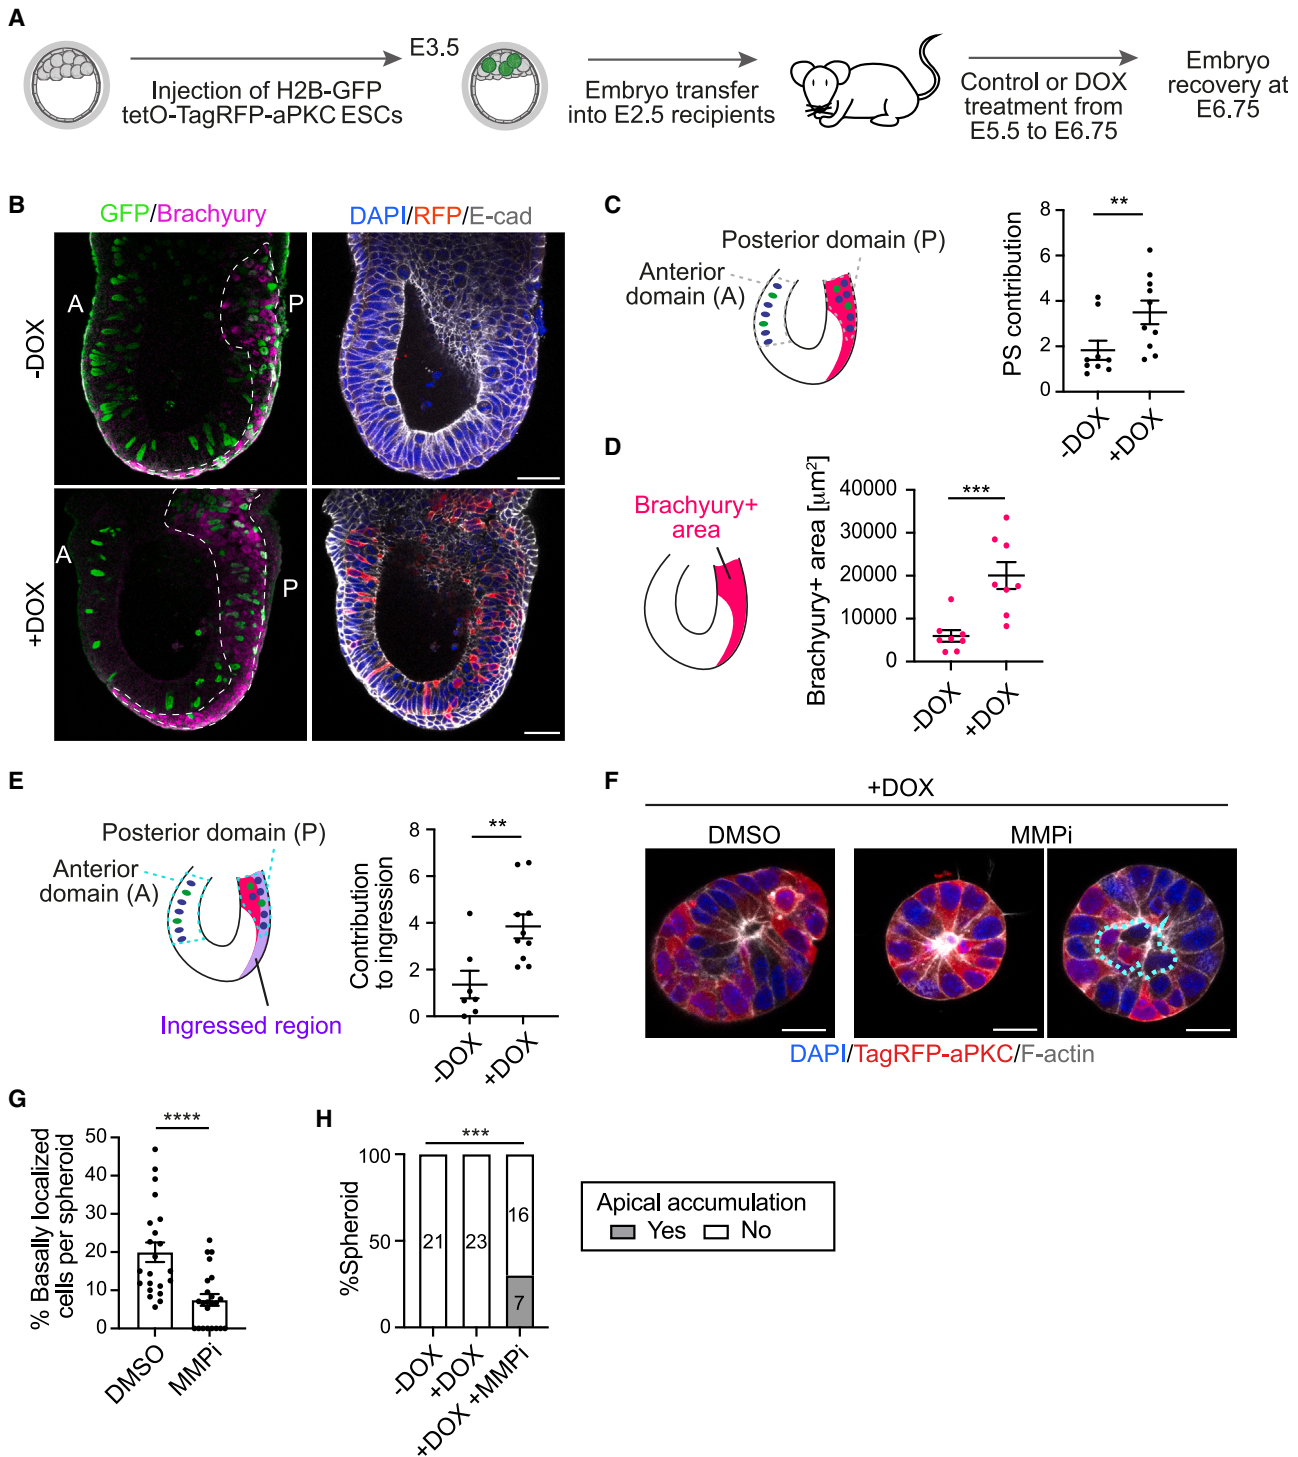 A
Injection of H2B-GFP
tetO-TagRFP-aPKC ESCs
E3.5
Embryo transfer
into E2.5 recipients
Control or DOX
treatment from
E5.5 to E6.75
Embryo
recovery at
E6.75
B
GFP/Brachyury
DAPI/RFP/E-cad
-DOX
A
P
+DOX
A
P
C
Posterior domain (P)
Anterior
domain (A)
PS contribution
8
6
4
2
0
**
-DOX
+DOX
D
Brachyury+
area
Brachyury+ area [μm²]
40000
30000
20000
10000
0
***
-DOX
+DOX
E
Posterior domain (P)
Anterior
domain (A)
Ingressed region
Contribution
to ingression
8
6
4
2
0
**
-DOX
+DOX
F
+DOX
DMSO
MMPi
DAPI/TagRFP-aPKC/F-actin
G
% Basally localized
cells per spheroid
50
40
30
20
10
0
****
DMSO
MMPi
H
%Spheroid
100
50
0
***
21
23
16
7
-DOX
+DOX
+DOX +MMPi
Apical accumulation
Yes
No